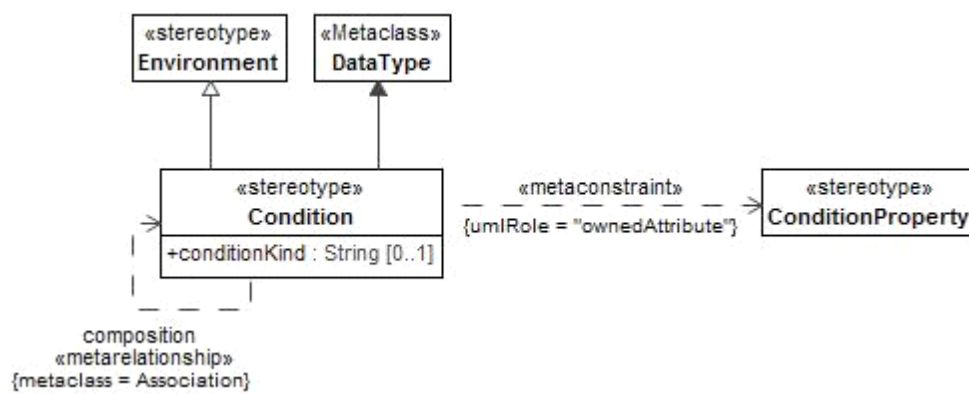 «stereotype»
Environment
«Metaclass»
DataType
«stereotype»
Condition
+conditionKind : String [0..1]
«metaconstraint»
{umlRole = "ownedAttribute"}
«stereotype»
ConditionProperty
composition
«metarelationship»
{metaclass = Association}